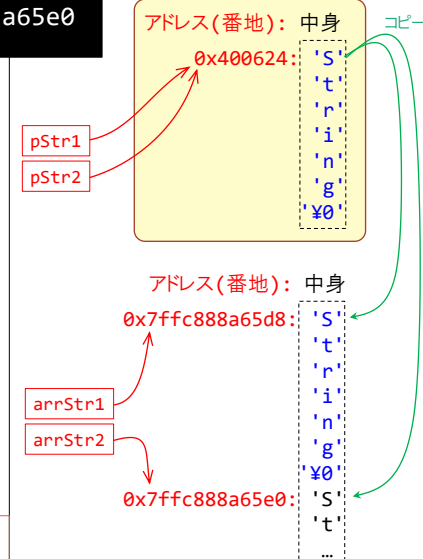 a65e0
アドレス(番地): 中身
コピー
0x400624: 'S'
't'
'r'
'i'
'n'
'g'
'¥0'
pStr1
pStr2
アドレス(番地): 中身
0x7ffc888a65d8: 'S'
't'
'r'
'i'
'n'
'g'
'¥0'
arrStr1
arrStr2
0x7ffc888a65e0: 'S'
't'
…